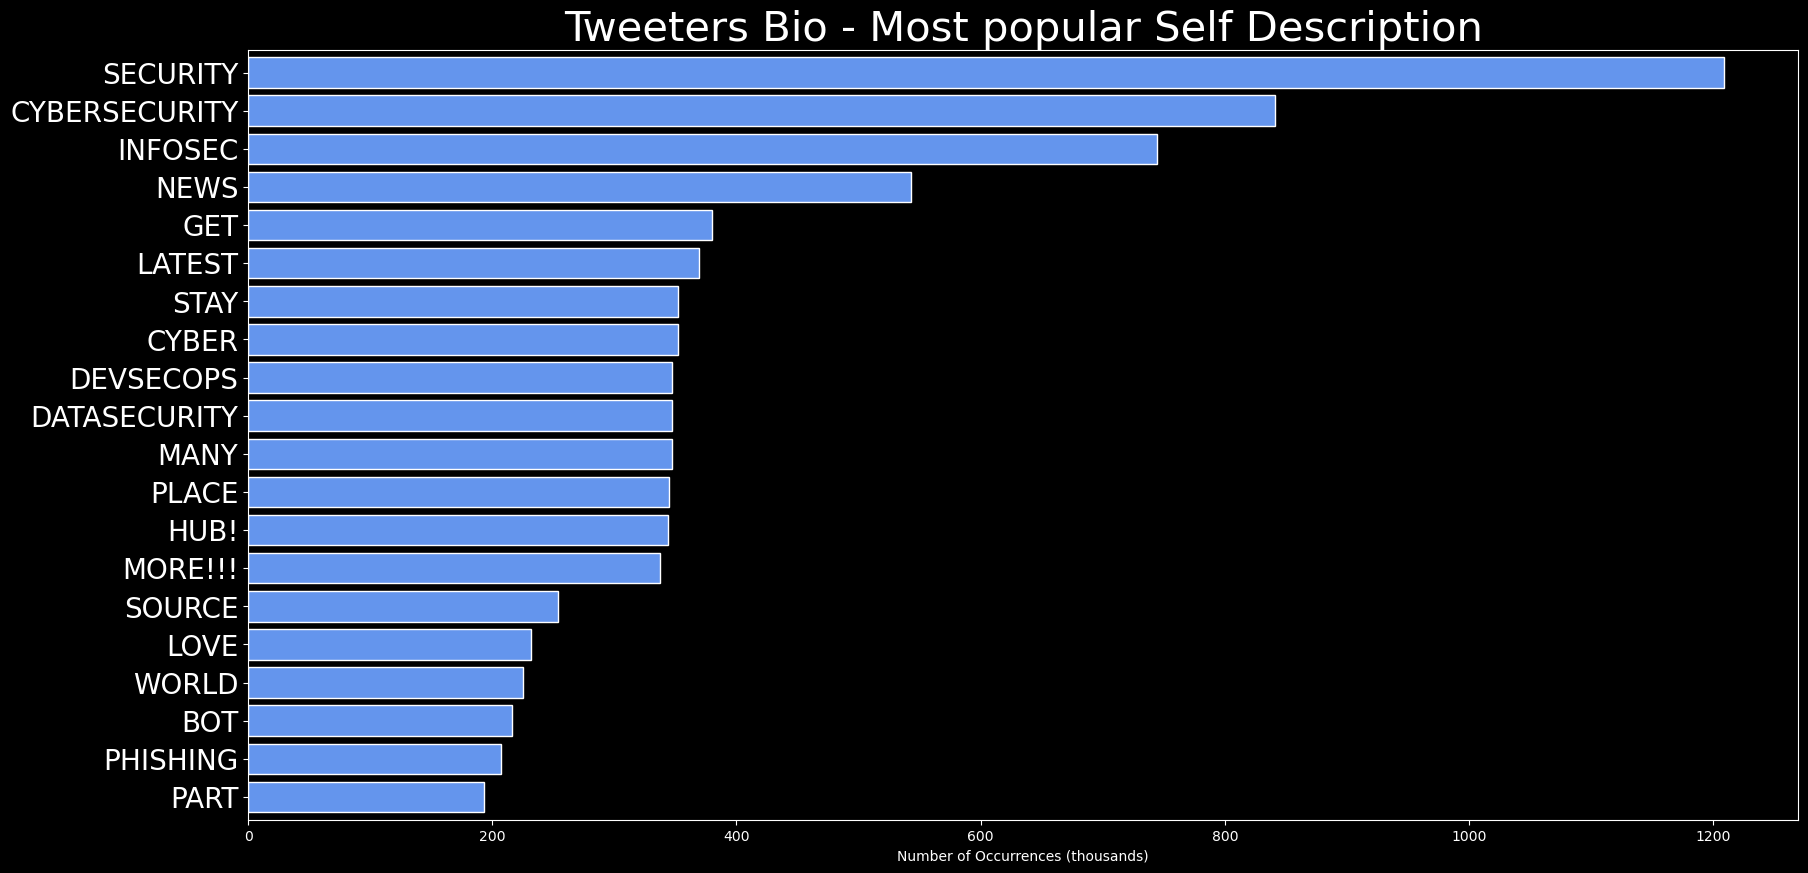 Tweeters Bio - Most popular Self Description
SECURITY
CYBERSECURITY
INFOSEC
NEWS
GET
LATEST
STAY
CYBER
DEVSECOPS
DATASECURITY
MANY
PLACE
HUB!
MORE!!!
SOURCE
LOVE
WORLD
BOT
PHISHING
PART
0 200 400 600 800 1000 1200
Number of Occurrences (thousands)